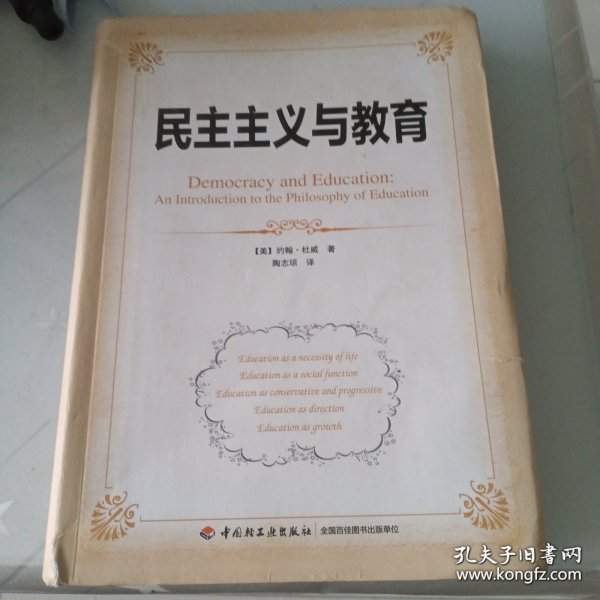 民主主义与教育
Democracy and Education:
An Introduction to the Philosophy of Education
【美】约翰·杜威 著
陶志琼 译
Education as a necessity of life
Education as a social function
Education as conservative and progressive
Education as direction
Education as growth
中国轻工业出版社 全国百佳图书出版单位
孔夫子旧书网
www.kongfz.com